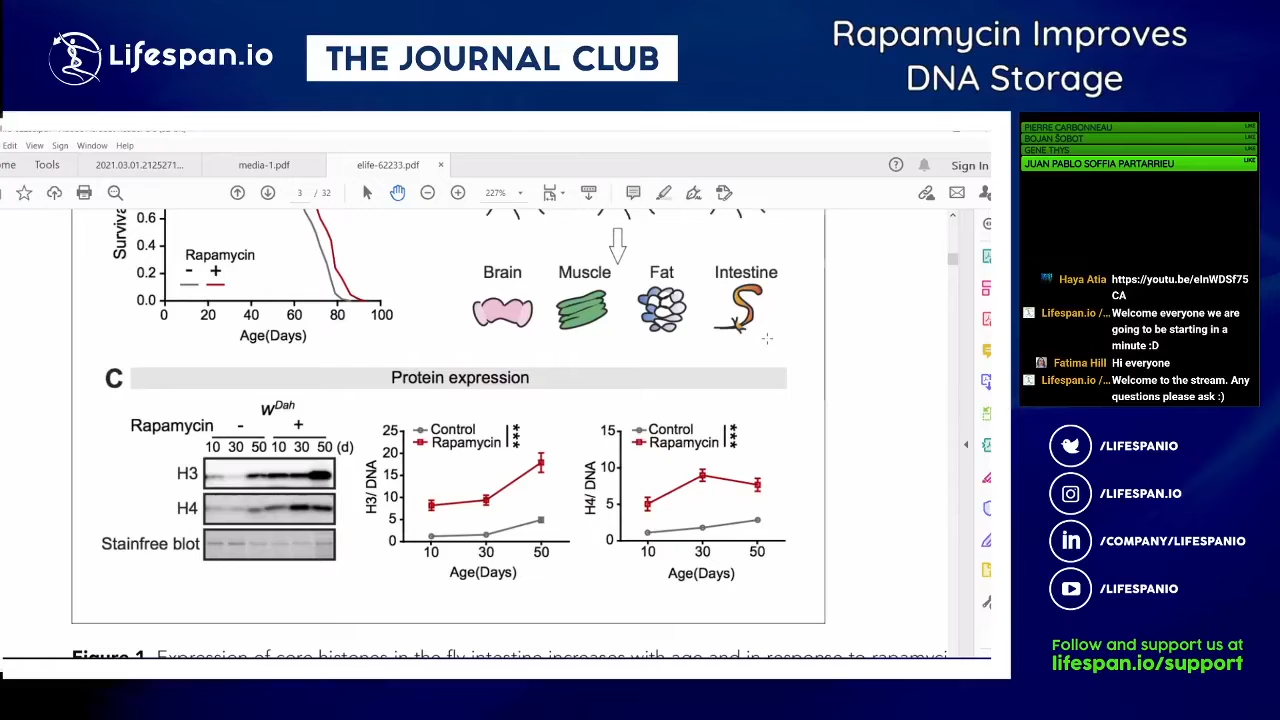 Lifespan.io
THE JOURNAL CLUB
Rapamycin Improves
DNA Storage
Edit View Sign Window Help
Tools
2021.03.01.2125271...
media-1.pdf
elife-62233.pdf
×
Sign In
3 / 32
227%
0.6
0.4
0.2
0.0
Rapamycin
- +
0 20 40 60 80 100
Age(Days)
Brain Muscle Fat Intestine
C
Protein expression
WDah
Rapamycin - +
10 30 50 10 30 50 (d)
H3
H4
Stainfree blot
Control
Rapamycin
***
25
20
15
10
5
0
H3/ DNA
10 30 50
Age(Days)
Control
Rapamycin
***
15
10
5
0
H4/ DNA
10 30 50
Age(Days)
PIERRE CARBONNEAU LIKE
BOJAN ŠOBOT LIKE
GENE THYS LIKE
JUAN PABLO SOFFIA PARTARRIEU LIKE
Haya Atia https://youtu.be/eInWDSf75
CA
Lifespan.io /... Welcome everyone we are
going to be starting in a
minute :D
Fatima Hill Hi everyone
Lifespan.io /... Welcome to the stream. Any
questions please ask :)
/LIFESPANIO
/LIFESPAN.IO
/COMPANY/LIFESPANIO
/LIFESPANIO
Follow and support us at
lifespan.io/support